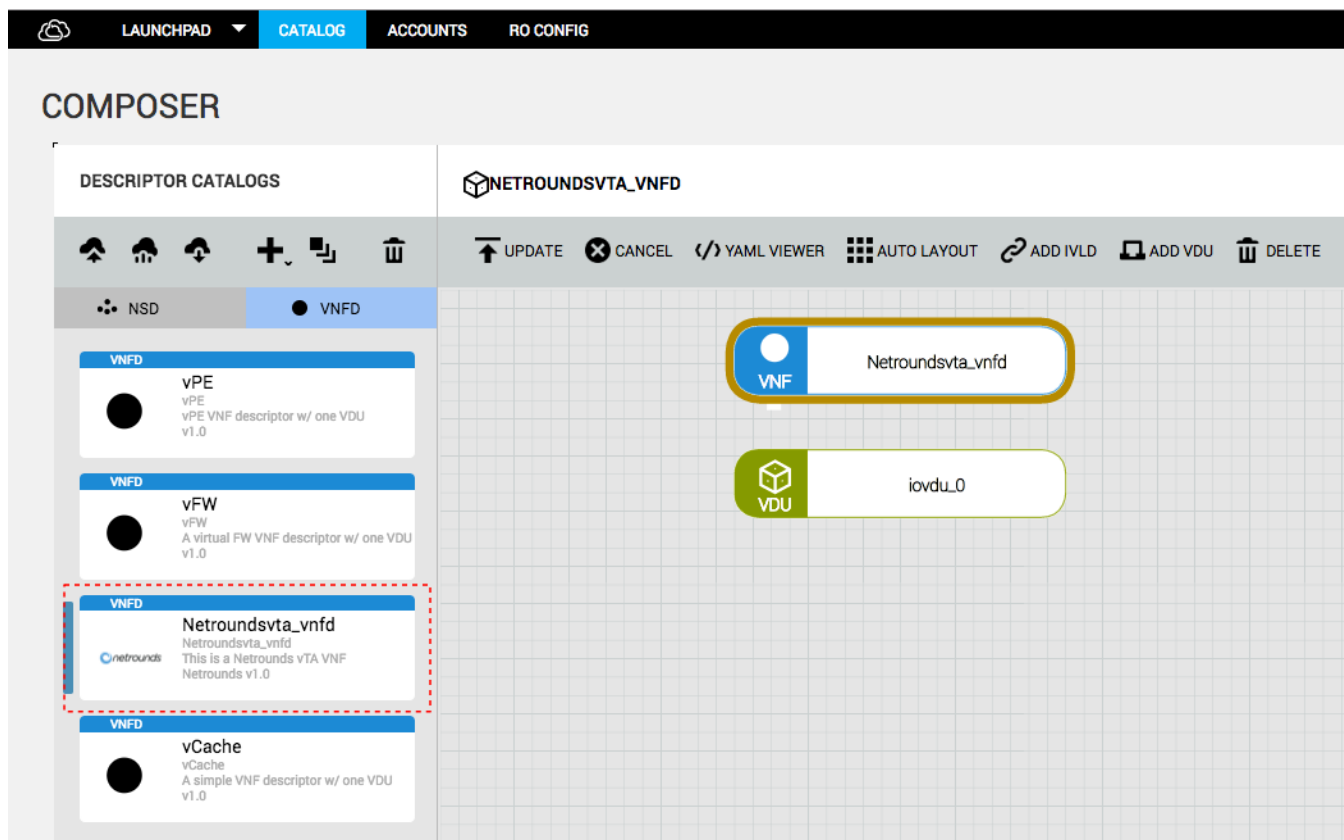 LAUNCHPAD CATALOG ACCOUNTS RO CONFIG
COMPOSER
DESCRIPTOR CATALOGS
NETROUNDSVTA_VNFD
UPDATE CANCEL YAML VIEWER AUTO LAYOUT ADD IVLD ADD VDU DELETE
NSD VNFD
VNFD
vPE
vPE
vPE VNF descriptor w/ one VDU
v1.0
VNFD
vFW
vFW
A virtual FW VNF descriptor w/ one VDU
v1.0
VNFD
netrounds
Netroundsvta_vnfd
Netroundsvta_vnfd
This is a Netrounds vTA VNF
Netrounds v1.0
VNFD
vCache
vCache
A simple VNF descriptor w/ one VDU
v1.0
VNF
Netroundsvta_vnfd
VDU
iovdu_0